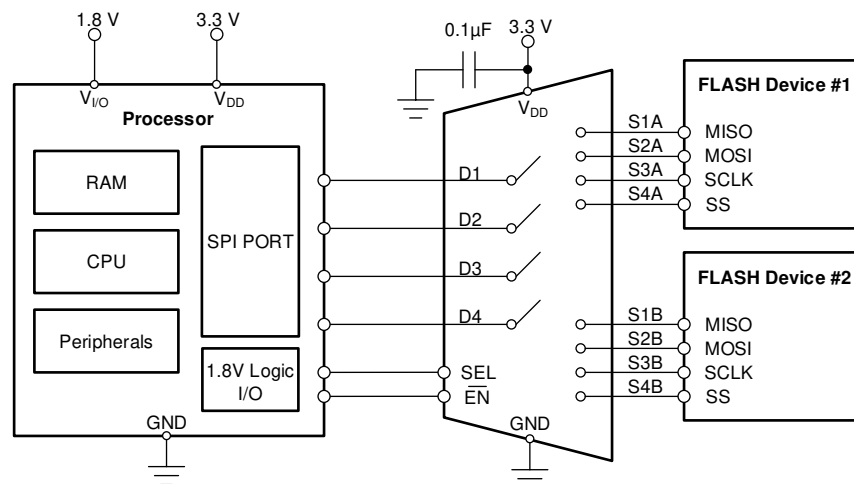 1.8 V
3.3 V
V_I/O
V_DD
Processor
RAM
CPU
Peripherals
SPI PORT
1.8V Logic
I/O
GND
0.1µF
3.3 V
V_DD
D1
D2
D3
D4
SEL
E̅N̅
GND
S1A
S2A
S3A
S4A
FLASH Device #1
MISO
MOSI
SCLK
SS
S1B
S2B
S3B
S4B
FLASH Device #2
MISO
MOSI
SCLK
SS